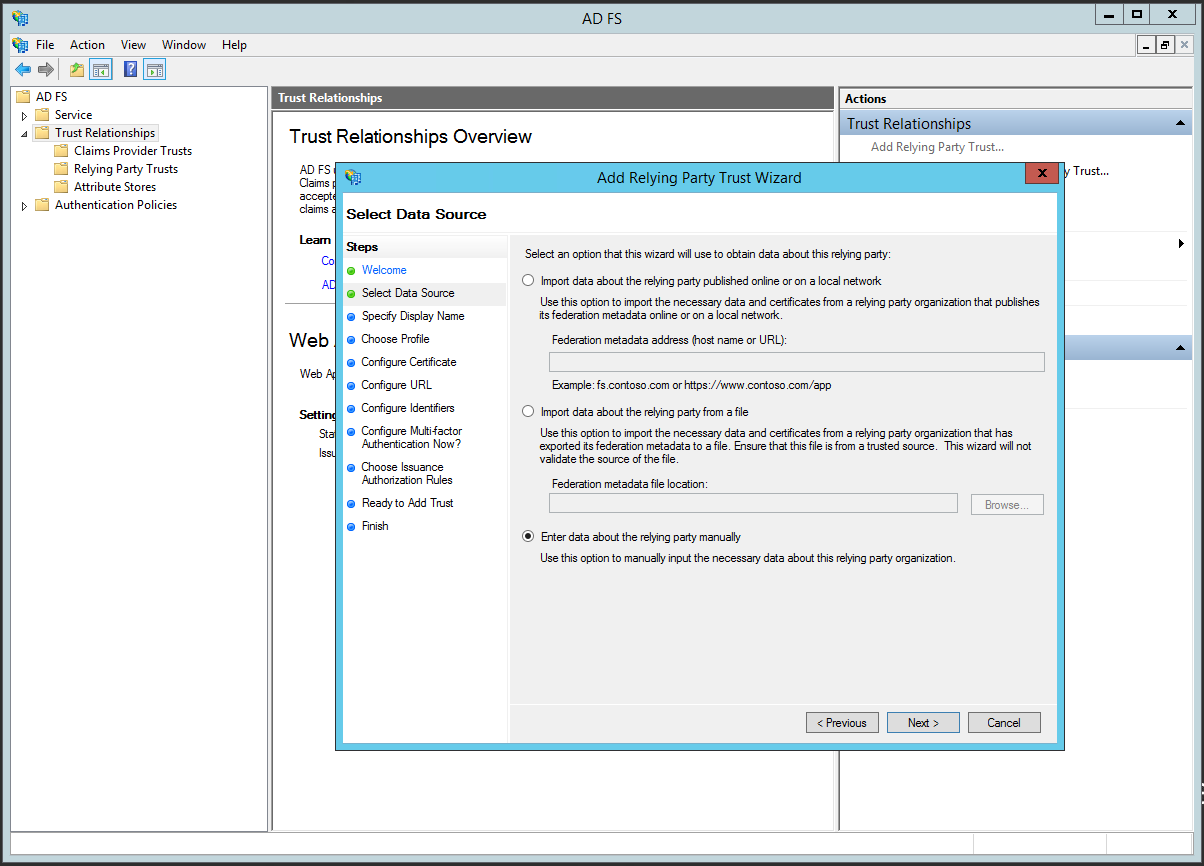 AD FS
File Action View Window Help
AD FS
Service
Trust Relationships
Claims Provider Trusts
Relying Party Trusts
Attribute Stores
Authentication Policies
Trust Relationships
Trust Relationships Overview
AD FS
Claims
accepte
claims a
Learn
Co
AD
Web
Web Ap
Setting
Stat
Issu
Actions
Trust Relationships
Add Relying Party Trust...
y Trust...
Add Relying Party Trust Wizard
X
Select Data Source
Steps
Welcome
Select Data Source
Specify Display Name
Choose Profile
Configure Certificate
Configure URL
Configure Identifiers
Configure Multi-factor
Authentication Now?
Choose Issuance
Authorization Rules
Ready to Add Trust
Finish
Select an option that this wizard will use to obtain data about this relying party:
Import data about the relying party published online or on a local network
Use this option to import the necessary data and certificates from a relying party organization that publishes
its federation metadata online or on a local network.
Federation metadata address (host name or URL):
Example: fs.contoso.com or https://www.contoso.com/app
Import data about the relying party from a file
Use this option to import the necessary data and certificates from a relying party organization that has
exported its federation metadata to a file. Ensure that this file is from a trusted source.  This wizard will not
validate the source of the file.
Federation metadata file location:
Browse...
Enter data about the relying party manually
Use this option to manually input the necessary data about this relying party organization.
< Previous
Next >
Cancel